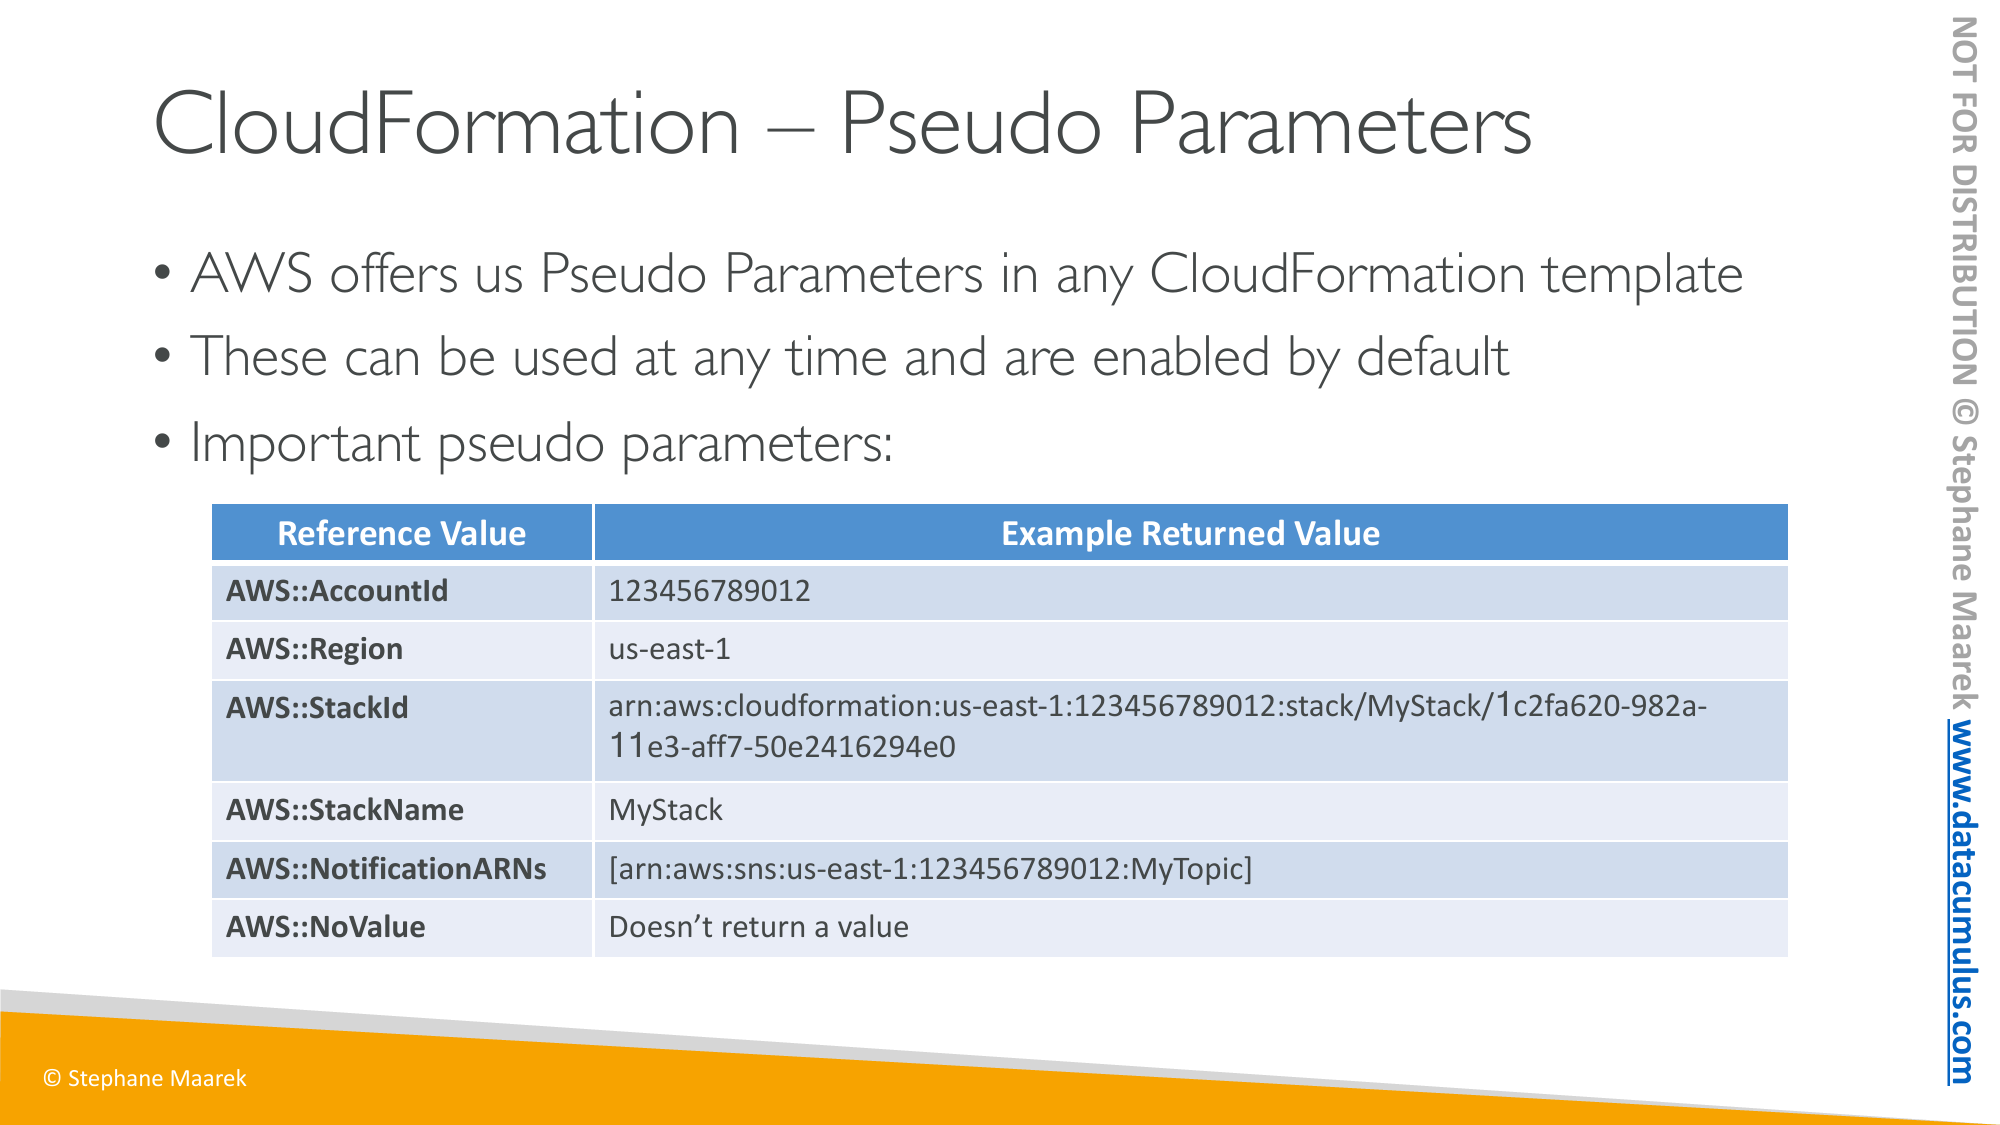 CloudFormation – Pseudo Parameters
• AWS offers us Pseudo Parameters in any CloudFormation template
• These can be used at any time and are enabled by default
• Important pseudo parameters:
Reference Value Example Returned Value
AWS::AccountId 123456789012
AWS::Region us-east-1
AWS::StackId arn:aws:cloudformation:us-east-1:123456789012:stack/MyStack/1c2fa620-982a-
11e3-aff7-50e2416294e0
AWS::StackName MyStack
AWS::NotificationARNs [arn:aws:sns:us-east-1:123456789012:MyTopic]
AWS::NoValue Doesn’t return a value
© Stephane Maarek
NOT FOR DISTRIBUTION © Stephane Maarek www.datacumulus.com